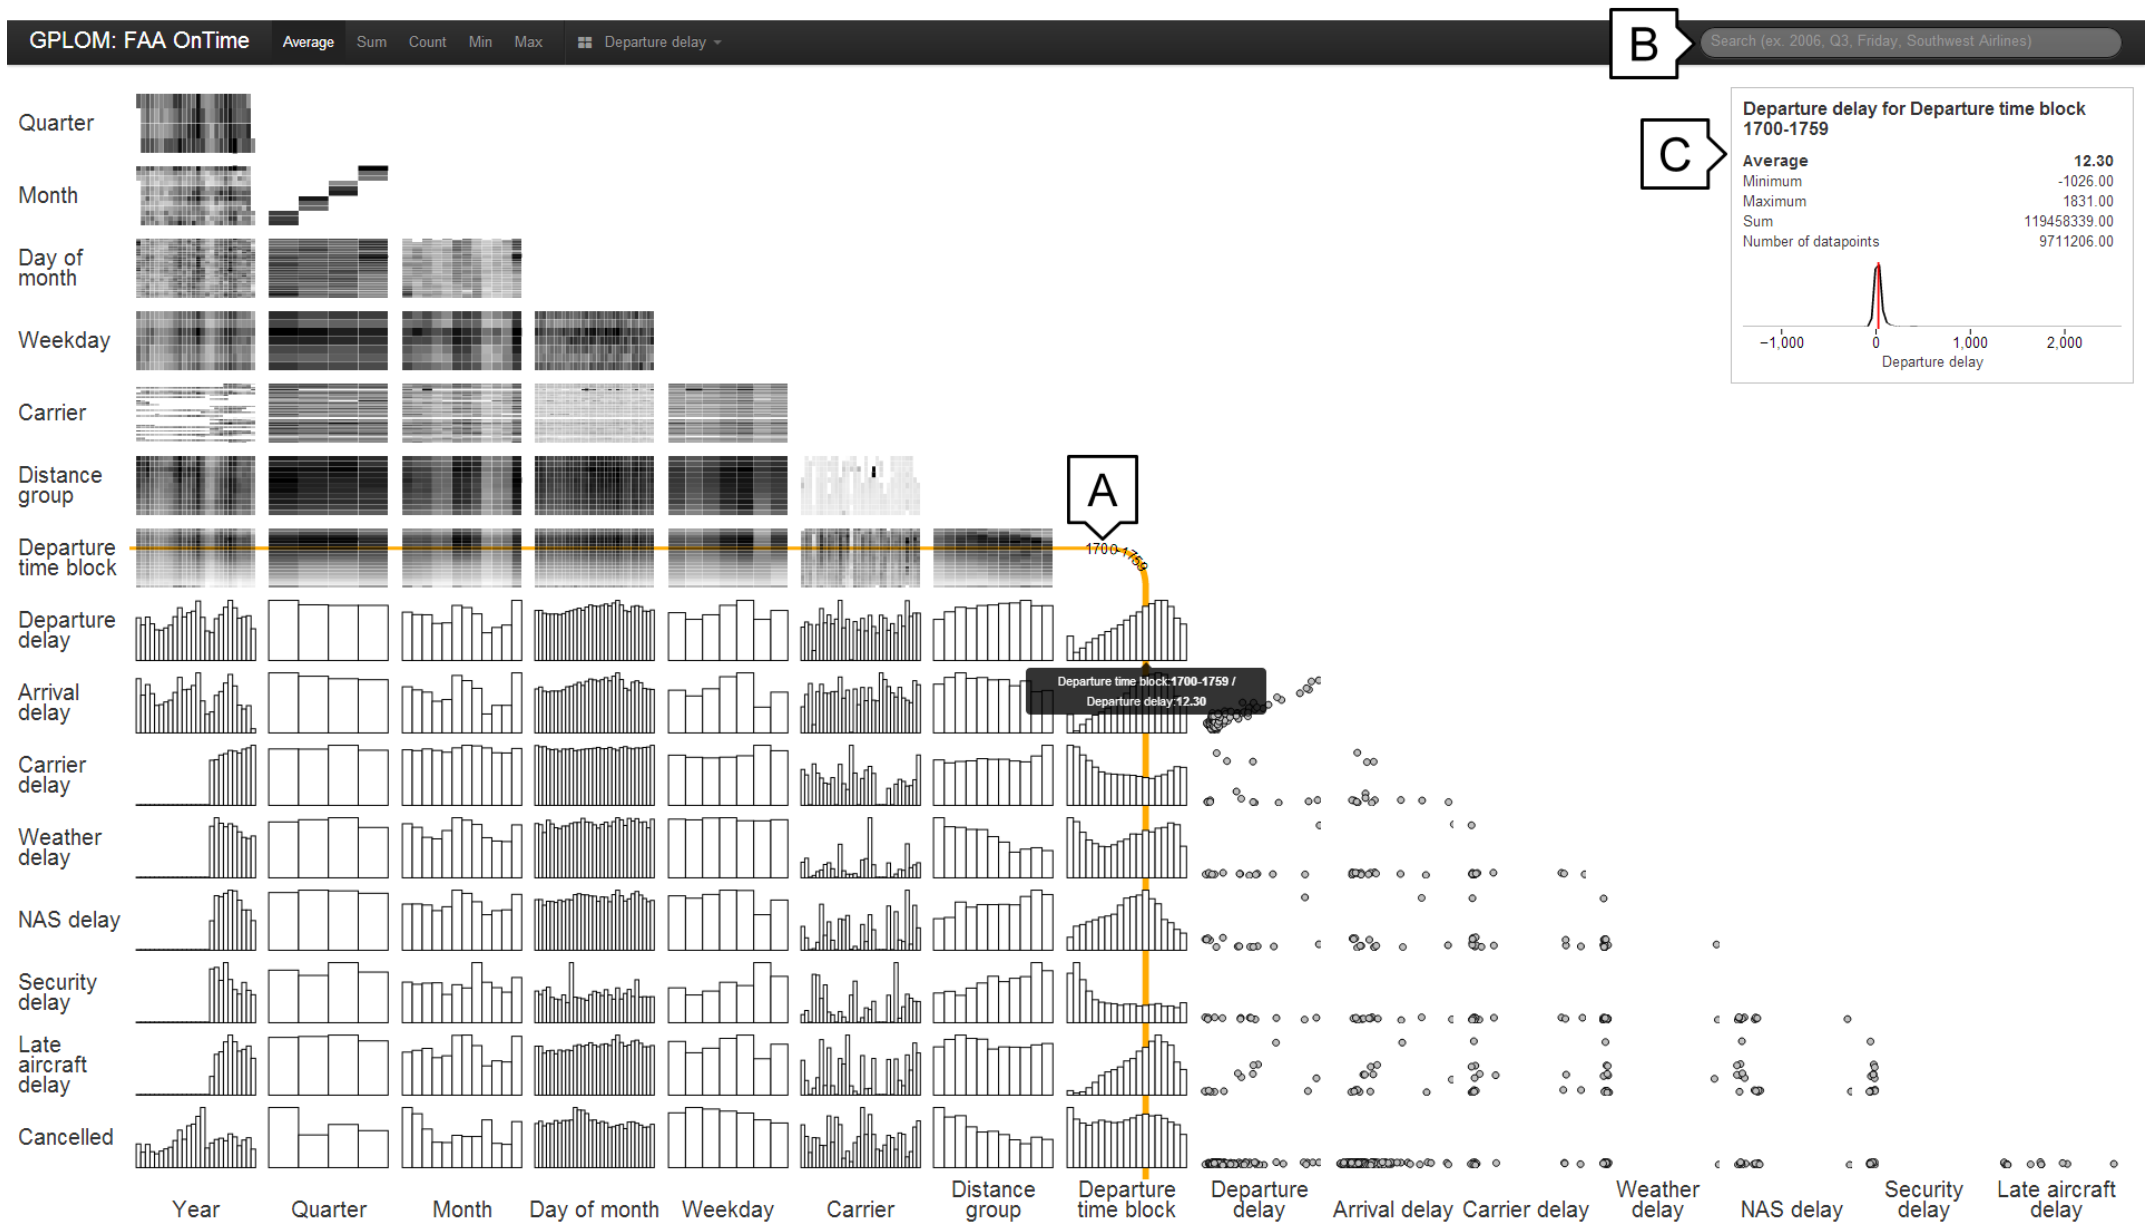 GPLOM: FAA OnTime Average Sum Count Min Max Departure delay
B
Search (ex. 2006, Q3, Friday, Southwest Airlines)
C
Departure delay for Departure time block
1700-1759
Average 12.30
Minimum -1026.00
Maximum 1831.00
Sum 119458339.00
Number of datapoints 9711206.00
−1,000 0 1,000 2,000
Departure delay
Quarter
Month
Day of
month
Weekday
Carrier
Distance
group
A
1700-1759
Departure
time block
Departure
delay
Departure time block:1700-1759 /
Departure delay:12.30
Arrival
delay
Carrier
delay
Weather
delay
NAS delay
Security
delay
Late
aircraft
delay
Cancelled
Year
Quarter
Month
Day of month
Weekday
Carrier
Distance
group
Departure
time block
Departure
delay
Arrival delay
Carrier delay
Weather
delay
NAS delay
Security
delay
Late aircraft
delay